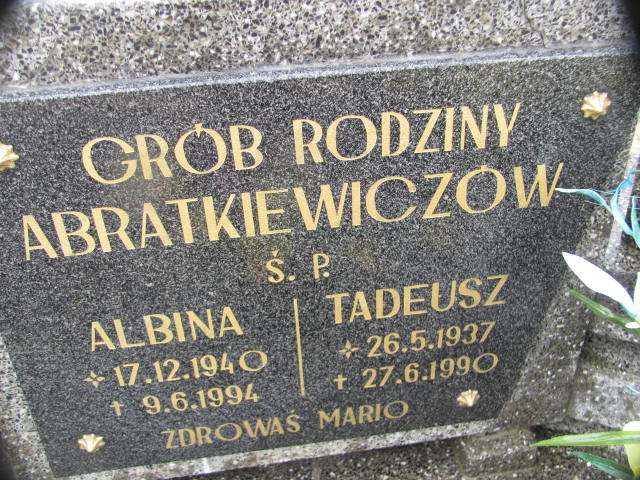 GRÓB RODZINY
ABRATKIEWICZÓW
Ś. P.
ALBINA
17.12.1940
† 9.6.1994
TADEUSZ
26.5.1937
† 27.6.1990
ZDROWAŚ MARIO